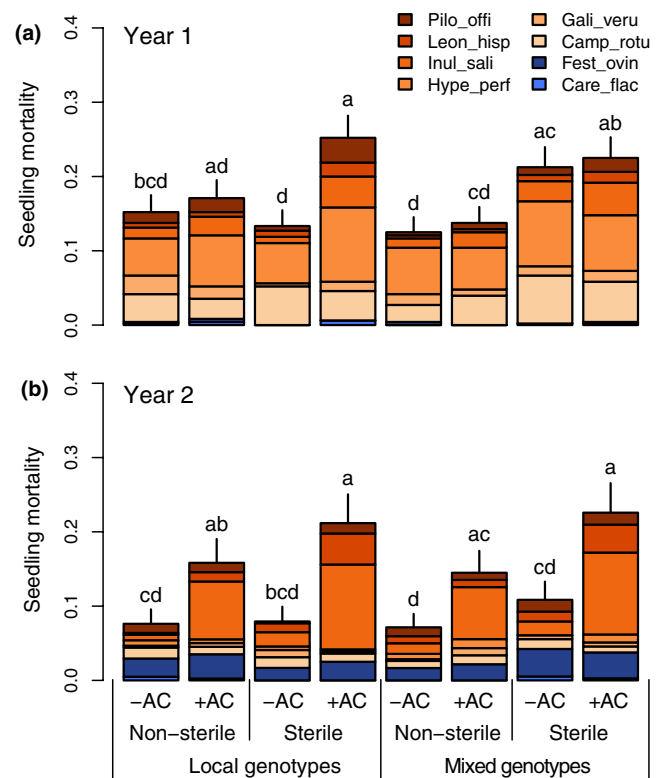 (a) Year 1
Pilo_offi Gali_veru
Leon_hisp Camp_rotu
Inul_sali Fest_ovin
Hype_perf Care_flac
Seedling mortality
0.4
0.3
0.2
0.1
0.0
bcd ad d a d cd ac ab
(b) Year 2
Seedling mortality
0.4
0.3
0.2
0.1
0.0
cd ab bcd a d ac cd a
−AC +AC −AC +AC −AC +AC −AC +AC
Non−sterile Sterile Non−sterile Sterile
Local genotypes Mixed genotypes